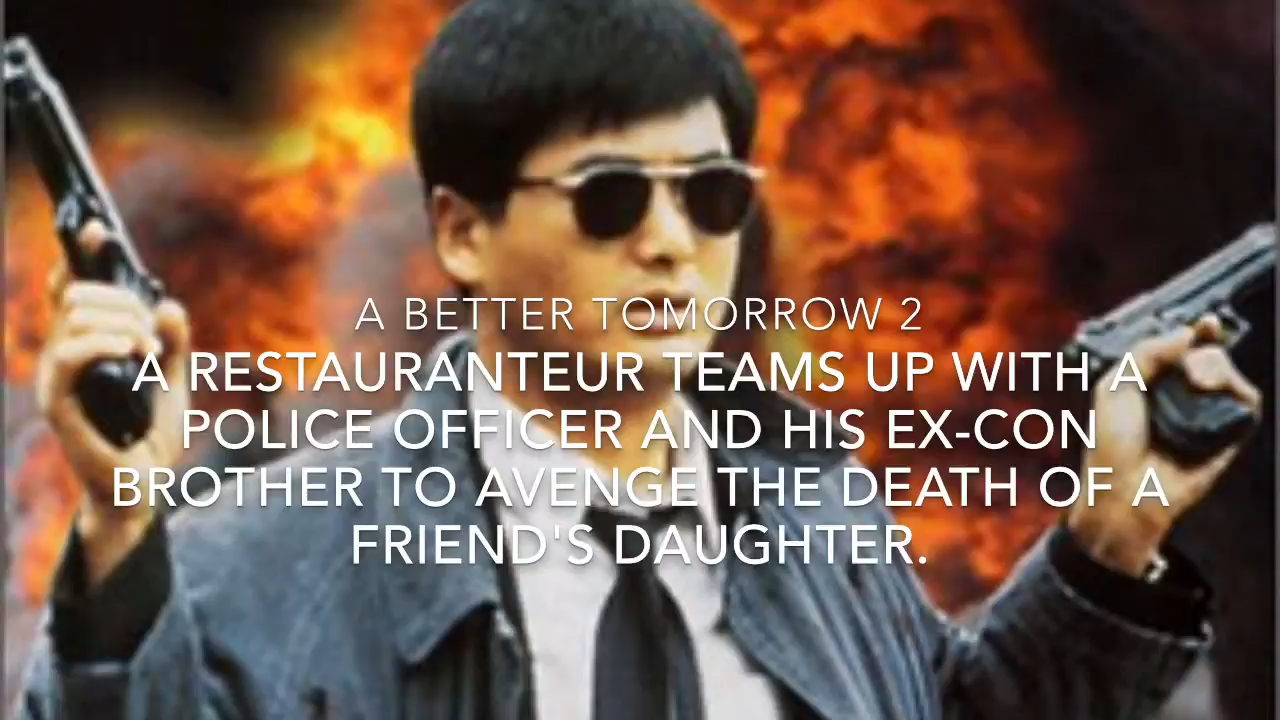 A BETTER TOMORROW 2
A RESTAURANTEUR TEAMS UP WITH A
POLICE OFFICER AND HIS EX-CON
BROTHER TO AVENGE THE DEATH OF A
FRIEND'S DAUGHTER.